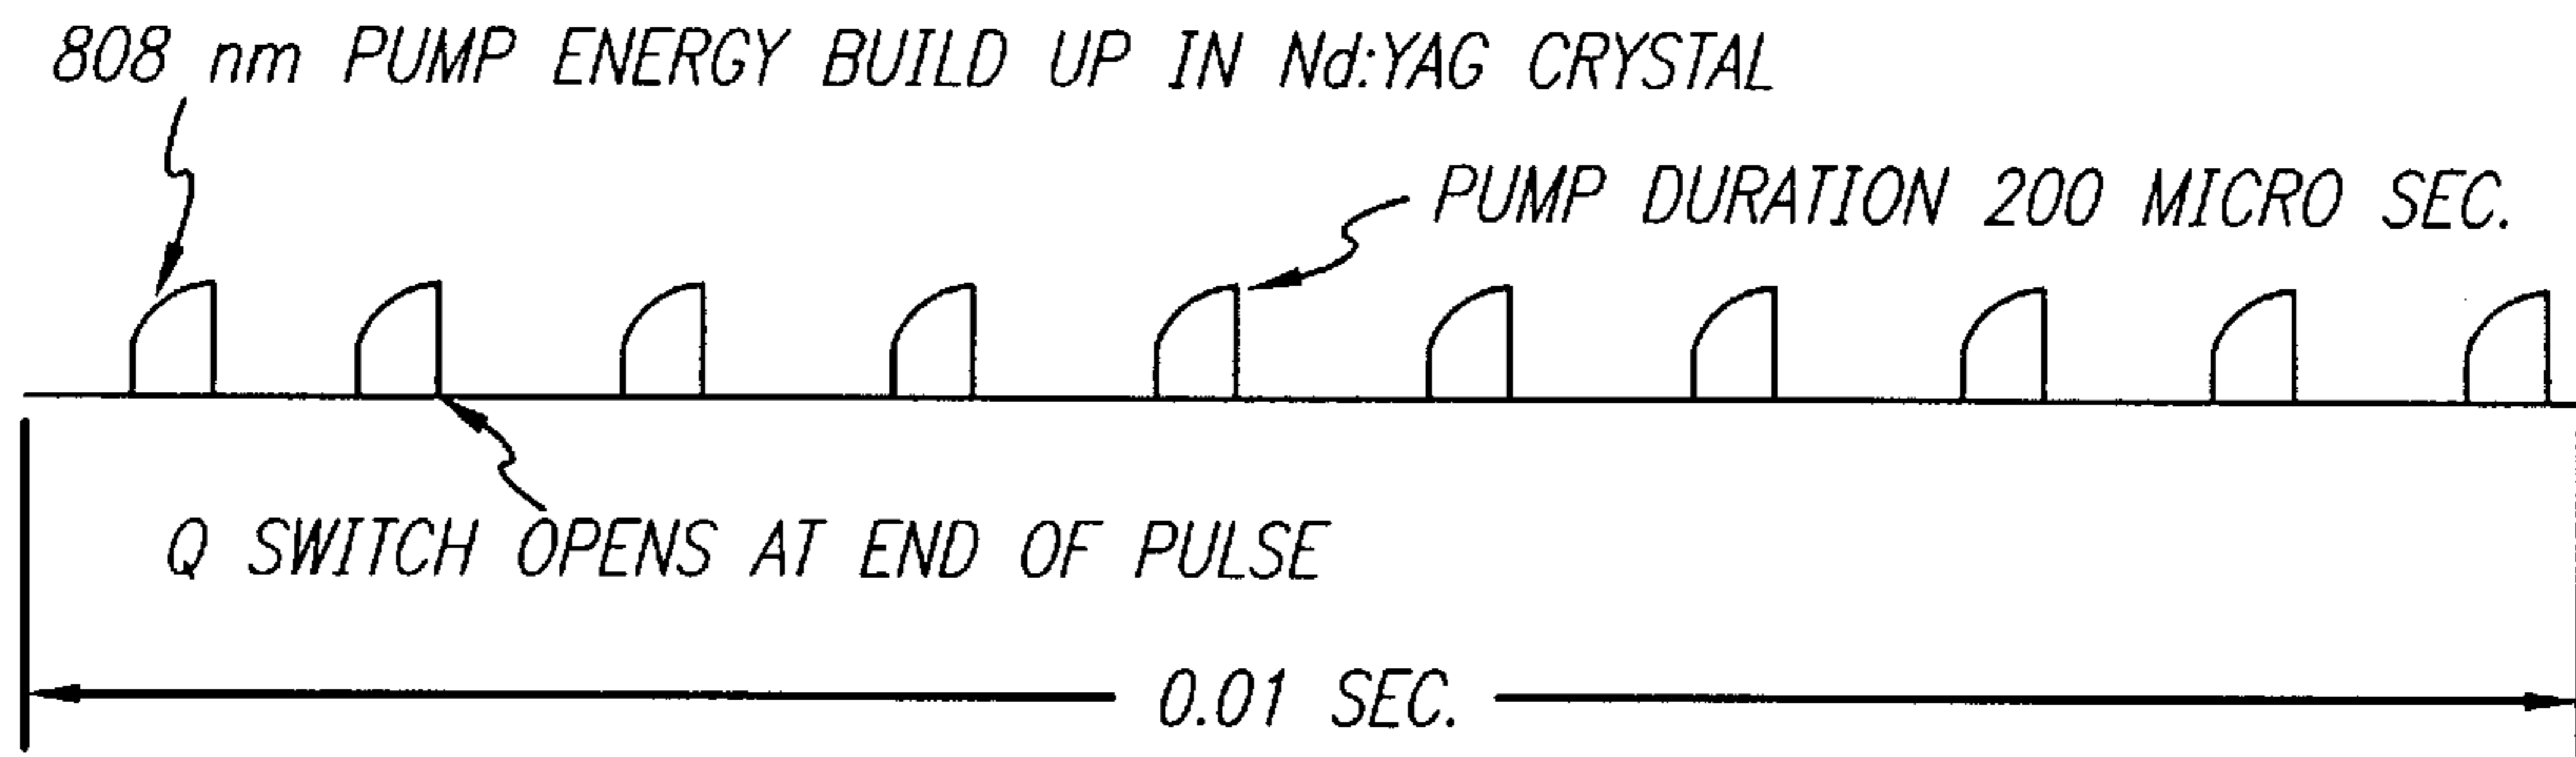 808 nm PUMP ENERGY BUILD UP IN Nd:YAG CRYSTAL
PUMP DURATION 200 MICRO SEC.
Q SWITCH OPENS AT END OF PULSE
0.01 SEC.